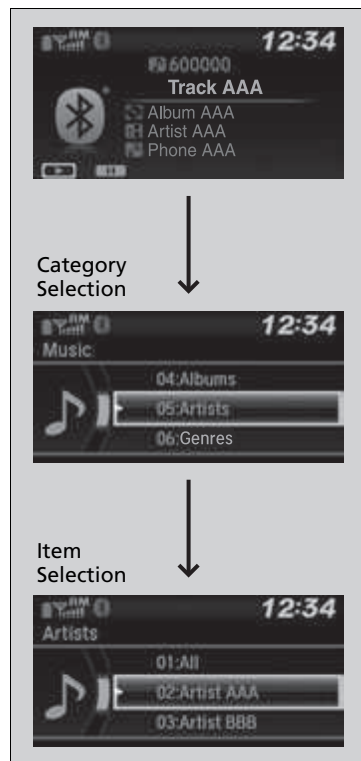 12:34
600000
Track AAA
Album AAA
Artist AAA
Phone AAA
Category
Selection
12:34
Music
04:Albums
05:Artists
06:Genres
Item
Selection
12:34
Artists
01:All
02:Artist AAA
03:Artist BBB